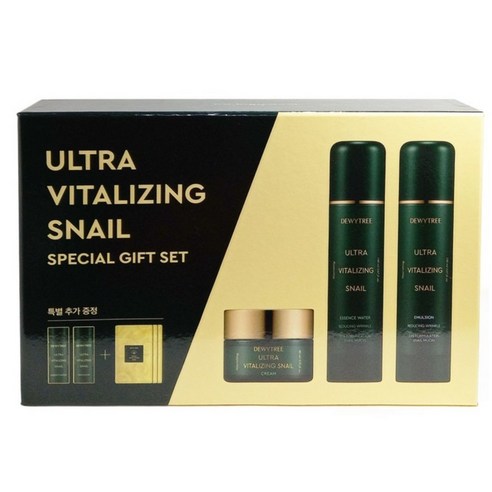 ULTRA
VITALIZING
SNAIL
SPECIAL GIFT SET
특별 추가 증정
+
DEWYTREE
ULTRA
VITALIZING SNAIL
CREAM
DEWYTREE
ULTRA
VITALIZING
SNAIL
ESSENCE WATER
DEWYTREE
ULTRA
VITALIZING
SNAIL
EMULSION